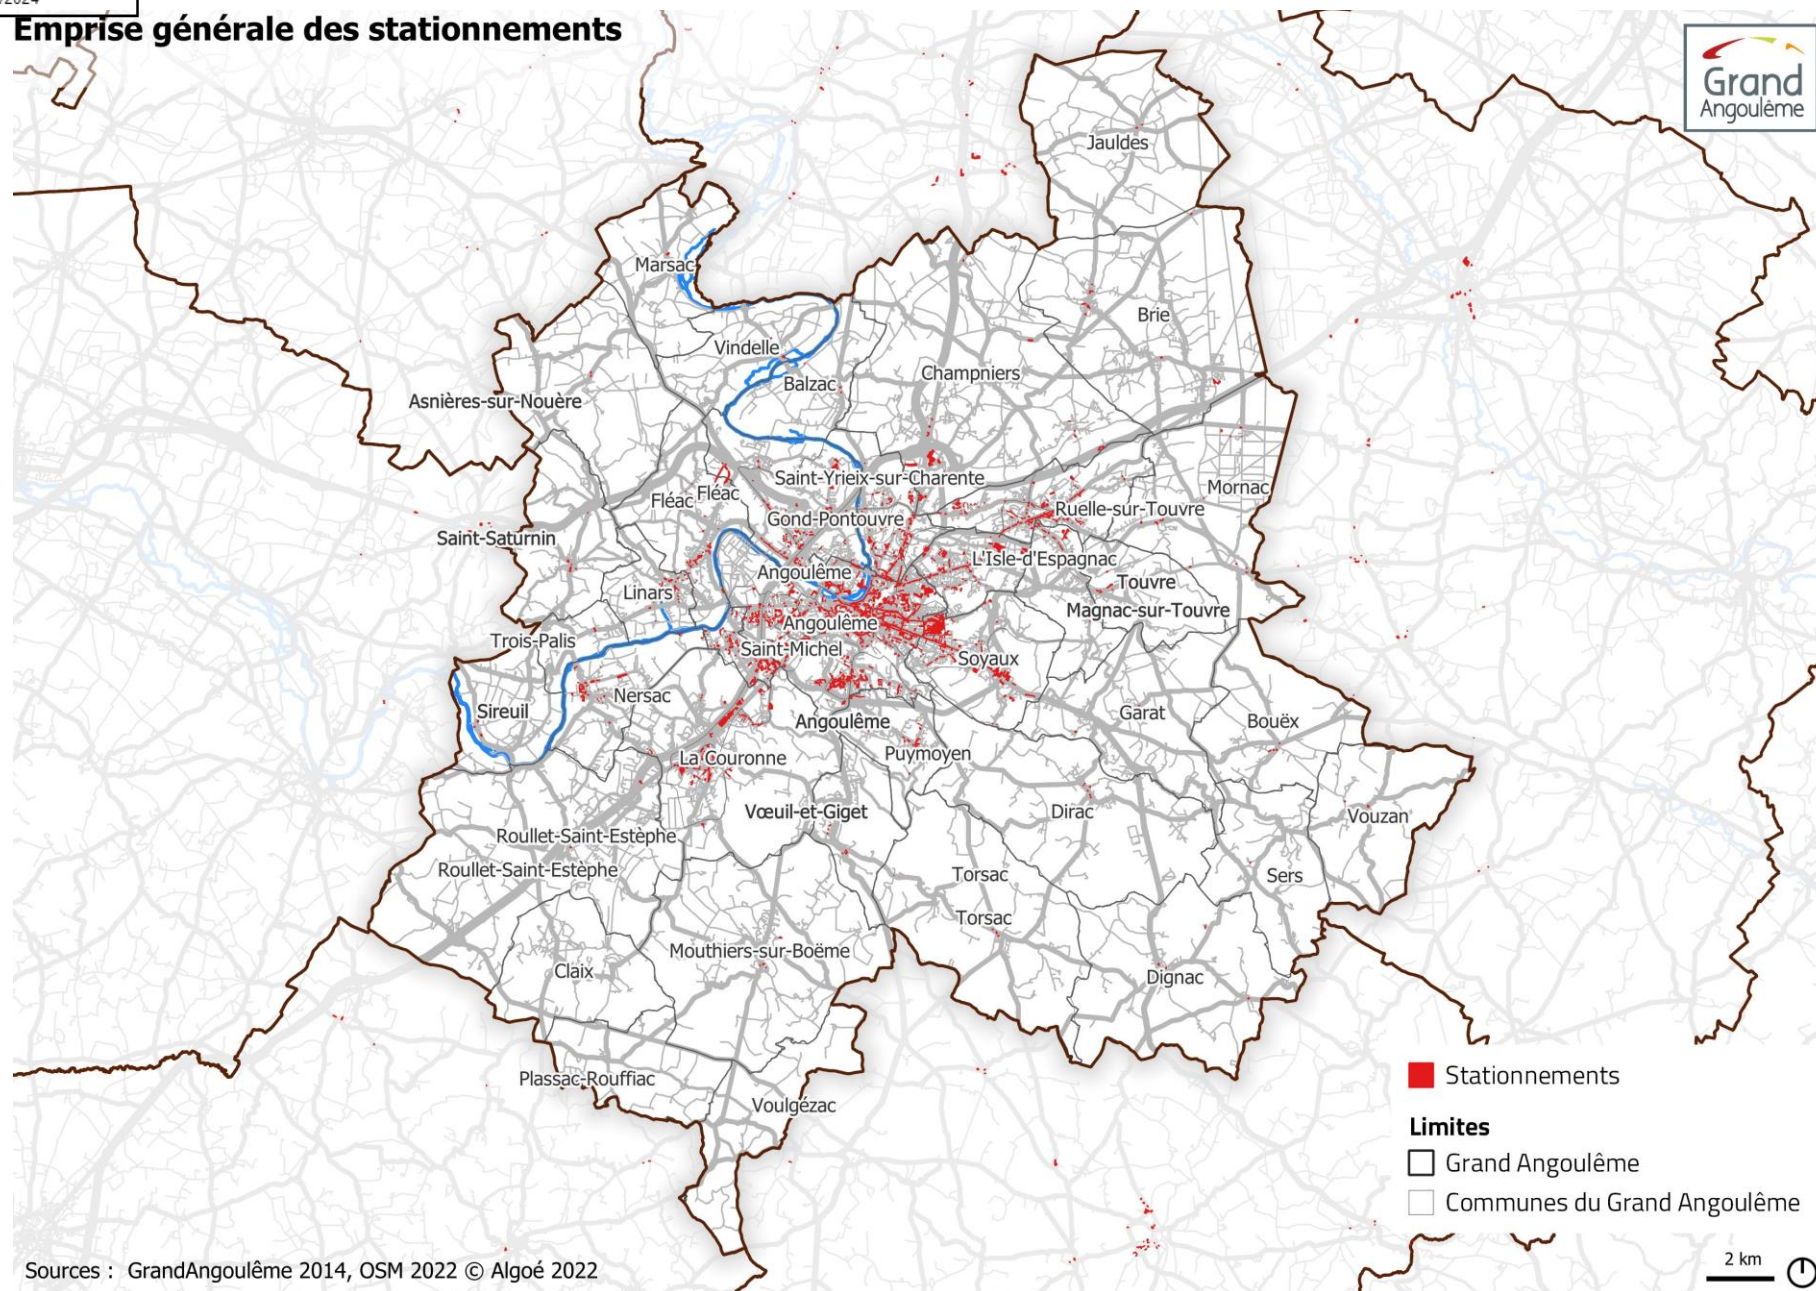 /2024
Emprise générale des stationnements
Grand
Angoulême
Jauldes
Marsac
Brie
Vindelle
Champniers
Balzac
Asnières-sur-Nouère
Saint-Yrieix-sur-Charente
Mornac
Fléac
Fléac
Ruelle-sur-Touvre
Gond-Pontouvre
Saint-Saturnin
L'Isle-d'Espagnac
Angoulême
Touvre
Linars
Magnac-sur-Touvre
Angoulême
Trois-Palis
Saint-Michel
Soyaux
Nersac
Sireuil
Garat
Bouëx
Angoulême
Puymoyen
La Couronne
Vœuil-et-Giget
Dirac
Vouzan
Roullet-Saint-Estèphe
Roullet-Saint-Estèphe
Torsac
Sers
Torsac
Mouthiers-sur-Boëme
Claix
Dignac
Plassac-Rouffiac
Voulgézac
Stationnements
Limites
Grand Angoulême
Communes du Grand Angoulême
Sources : GrandAngoulême 2014, OSM 2022 © Algoé 2022
2 km